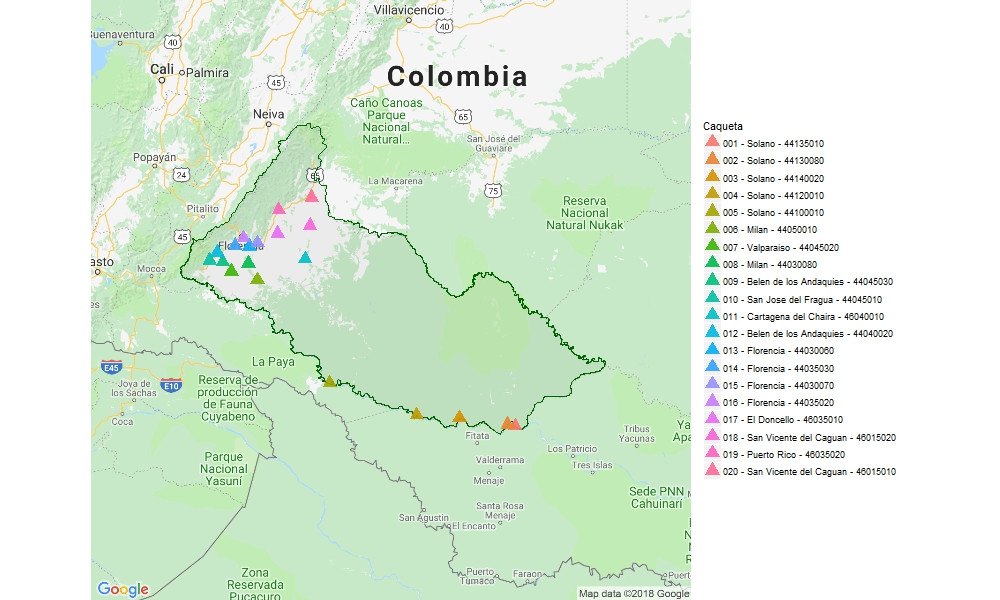 Villavicencio
Buenaventura
40
40
Cali
Palmira
Colombia
45
Caño Canoas
Parque
Nacional
Natural...
Neiva
65
San José del
Guaviare
Popayán
24
65
La Macarena
75
Pitalito
Reserva
Nacional
Natural Nukak
45
Florencia
asto
Mocoa
es
La Paya
E45
E10
Joya de
los Sachas
Reserva de
producción
de Fauna
Cuyabeno
Coca
Fitata
Tribus
Yacunas
Ya
Apa
Los Patricio
Parque
Nacional
Yasuní
Valderrama
Tres Islas
Menaje
Sede PNN
Cahuinarí
Santa Rosa
Menaje
San Agustin
El Encanto
Zona
Reservada
Pucacuro
Puerto
Tumaco
Faraon
Puert
Google
Map data ©2018 Google
Caqueta
001 - Solano - 44135010
002 - Solano - 44130080
003 - Solano - 44140020
004 - Solano - 44120010
005 - Solano - 44100010
006 - Milan - 44050010
007 - Valparaiso - 44045020
008 - Milan - 44030080
009 - Belen de los Andaquies - 44045030
010 - San Jose del Fragua - 44045010
011 - Cartagena del Chaira - 46040010
012 - Belen de los Andaquies - 44040020
013 - Florencia - 44030060
014 - Florencia - 44035030
015 - Florencia - 44030070
016 - Florencia - 44035020
017 - El Doncello - 46035010
018 - San Vicente del Caguan - 46015020
019 - Puerto Rico - 46035020
020 - San Vicente del Caguan - 46015010